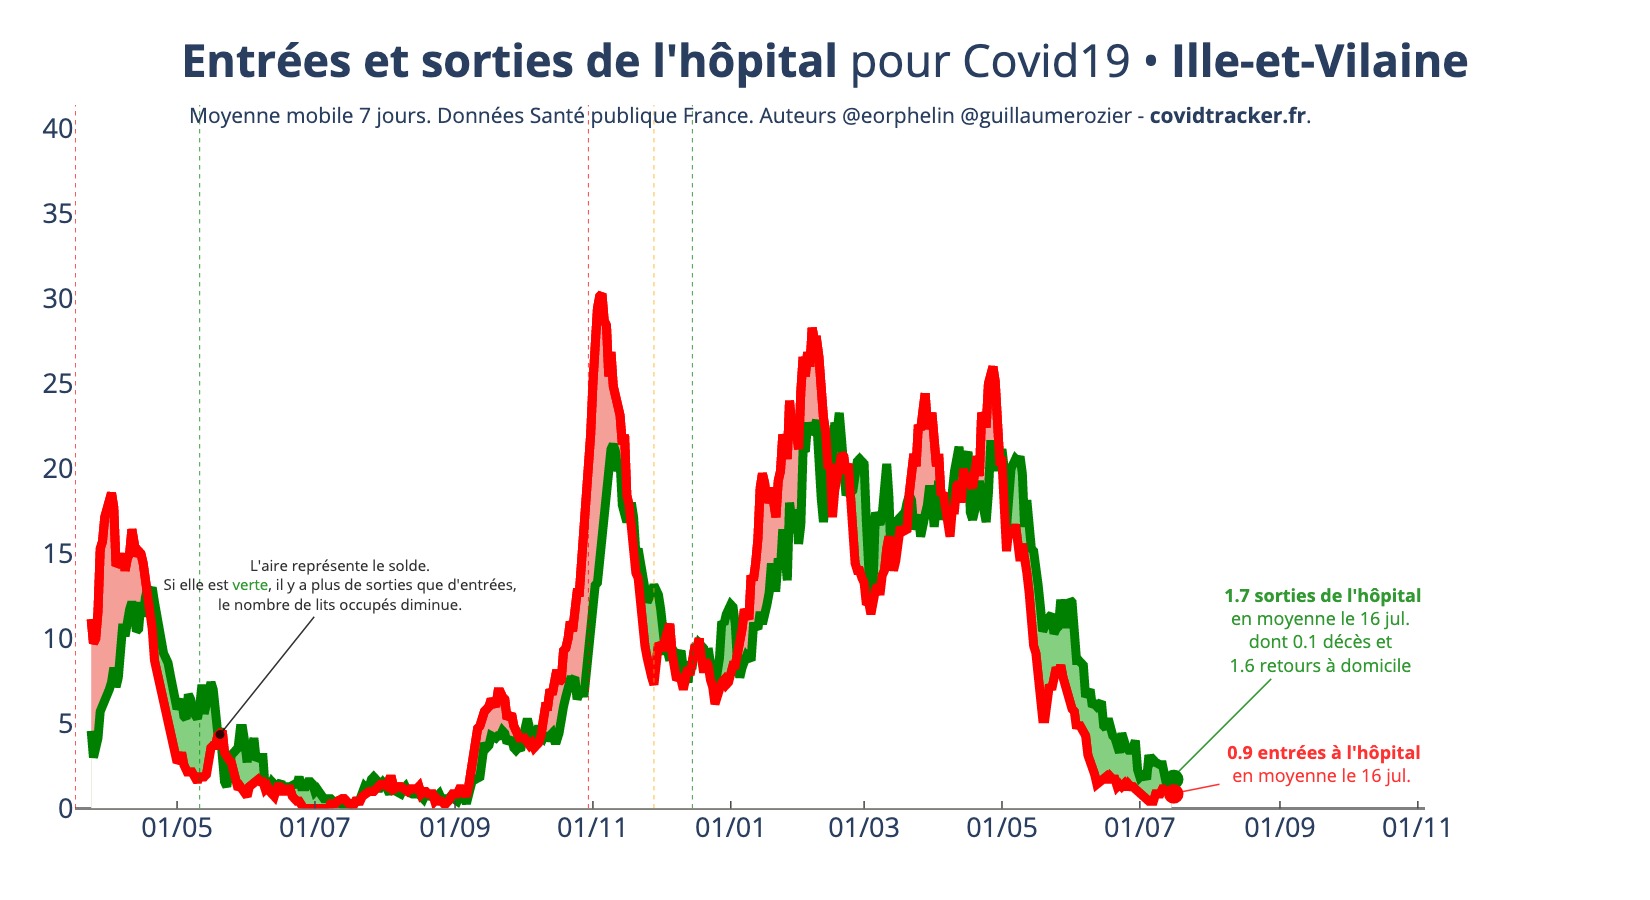 Entrées et sorties de l'hôpital pour Covid19 • Ille-et-Vilaine
Moyenne mobile 7 jours. Données Santé publique France. Auteurs @eorphelin @guillaumerozier - covidtracker.fr.
40
35
30
25
20
15
10
5
0
L'aire représente le solde.
Si elle est verte, il y a plus de sorties que d'entrées,
le nombre de lits occupés diminue.
1.7 sorties de l'hôpital
en moyenne le 16 jul.
dont 0.1 décès et
1.6 retours à domicile
0.9 entrées à l'hôpital
en moyenne le 16 jul.
01/05 01/07 01/09 01/11 01/01 01/03 01/05 01/07 01/09 01/11